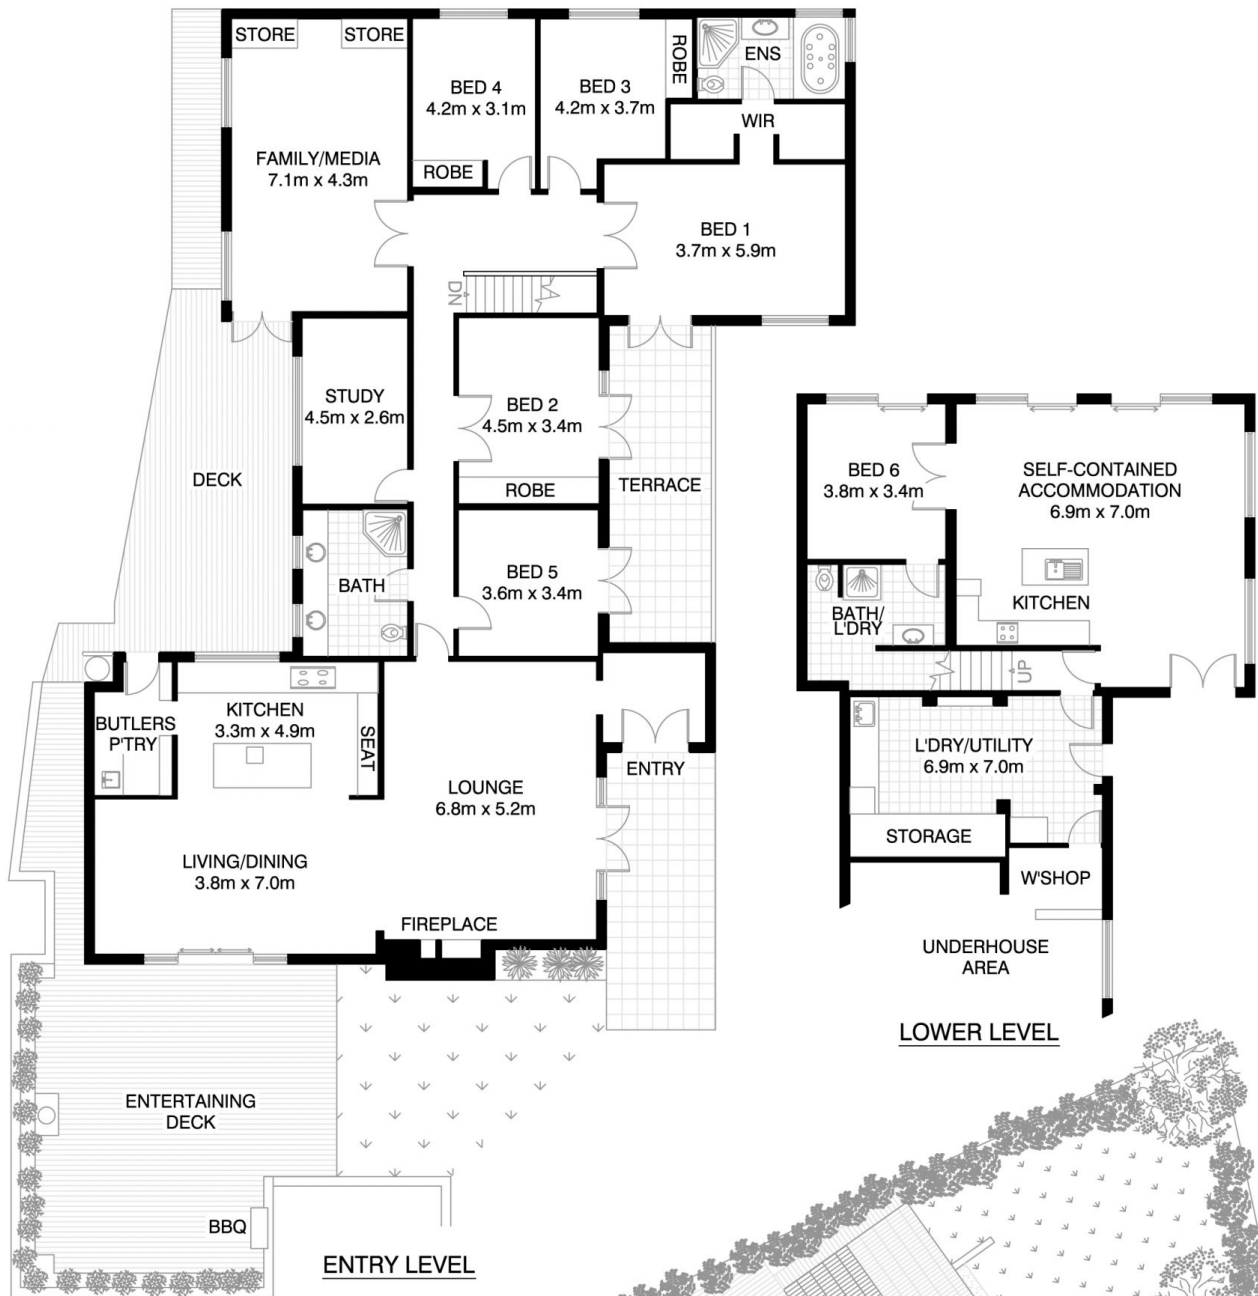 STORE
STORE
FAMILY/MEDIA
7.1m x 4.3m
BED 4
4.2m x 3.1m
ROBE
BED 3
4.2m x 3.7m
ROBE
ENS
WIR
BED 1
3.7m x 5.9m
DN
STUDY
4.5m x 2.6m
BED 2
4.5m x 3.4m
ROBE
TERRACE
DECK
BATH
BED 5
3.6m x 3.4m
BUTLERS
P'TRY
KITCHEN
3.3m x 4.9m
SEAT
LOUNGE
6.8m x 5.2m
ENTRY
LIVING/DINING
3.8m x 7.0m
FIREPLACE
ENTERTAINING
DECK
BBQ
ENTRY LEVEL
BED 6
3.8m x 3.4m
SELF-CONTAINED
ACCOMMODATION
6.9m x 7.0m
KITCHEN
BATH/
L'DRY
UP
L'DRY/UTILITY
6.9m x 7.0m
STORAGE
W'SHOP
UNDERHOUSE
AREA
LOWER LEVEL